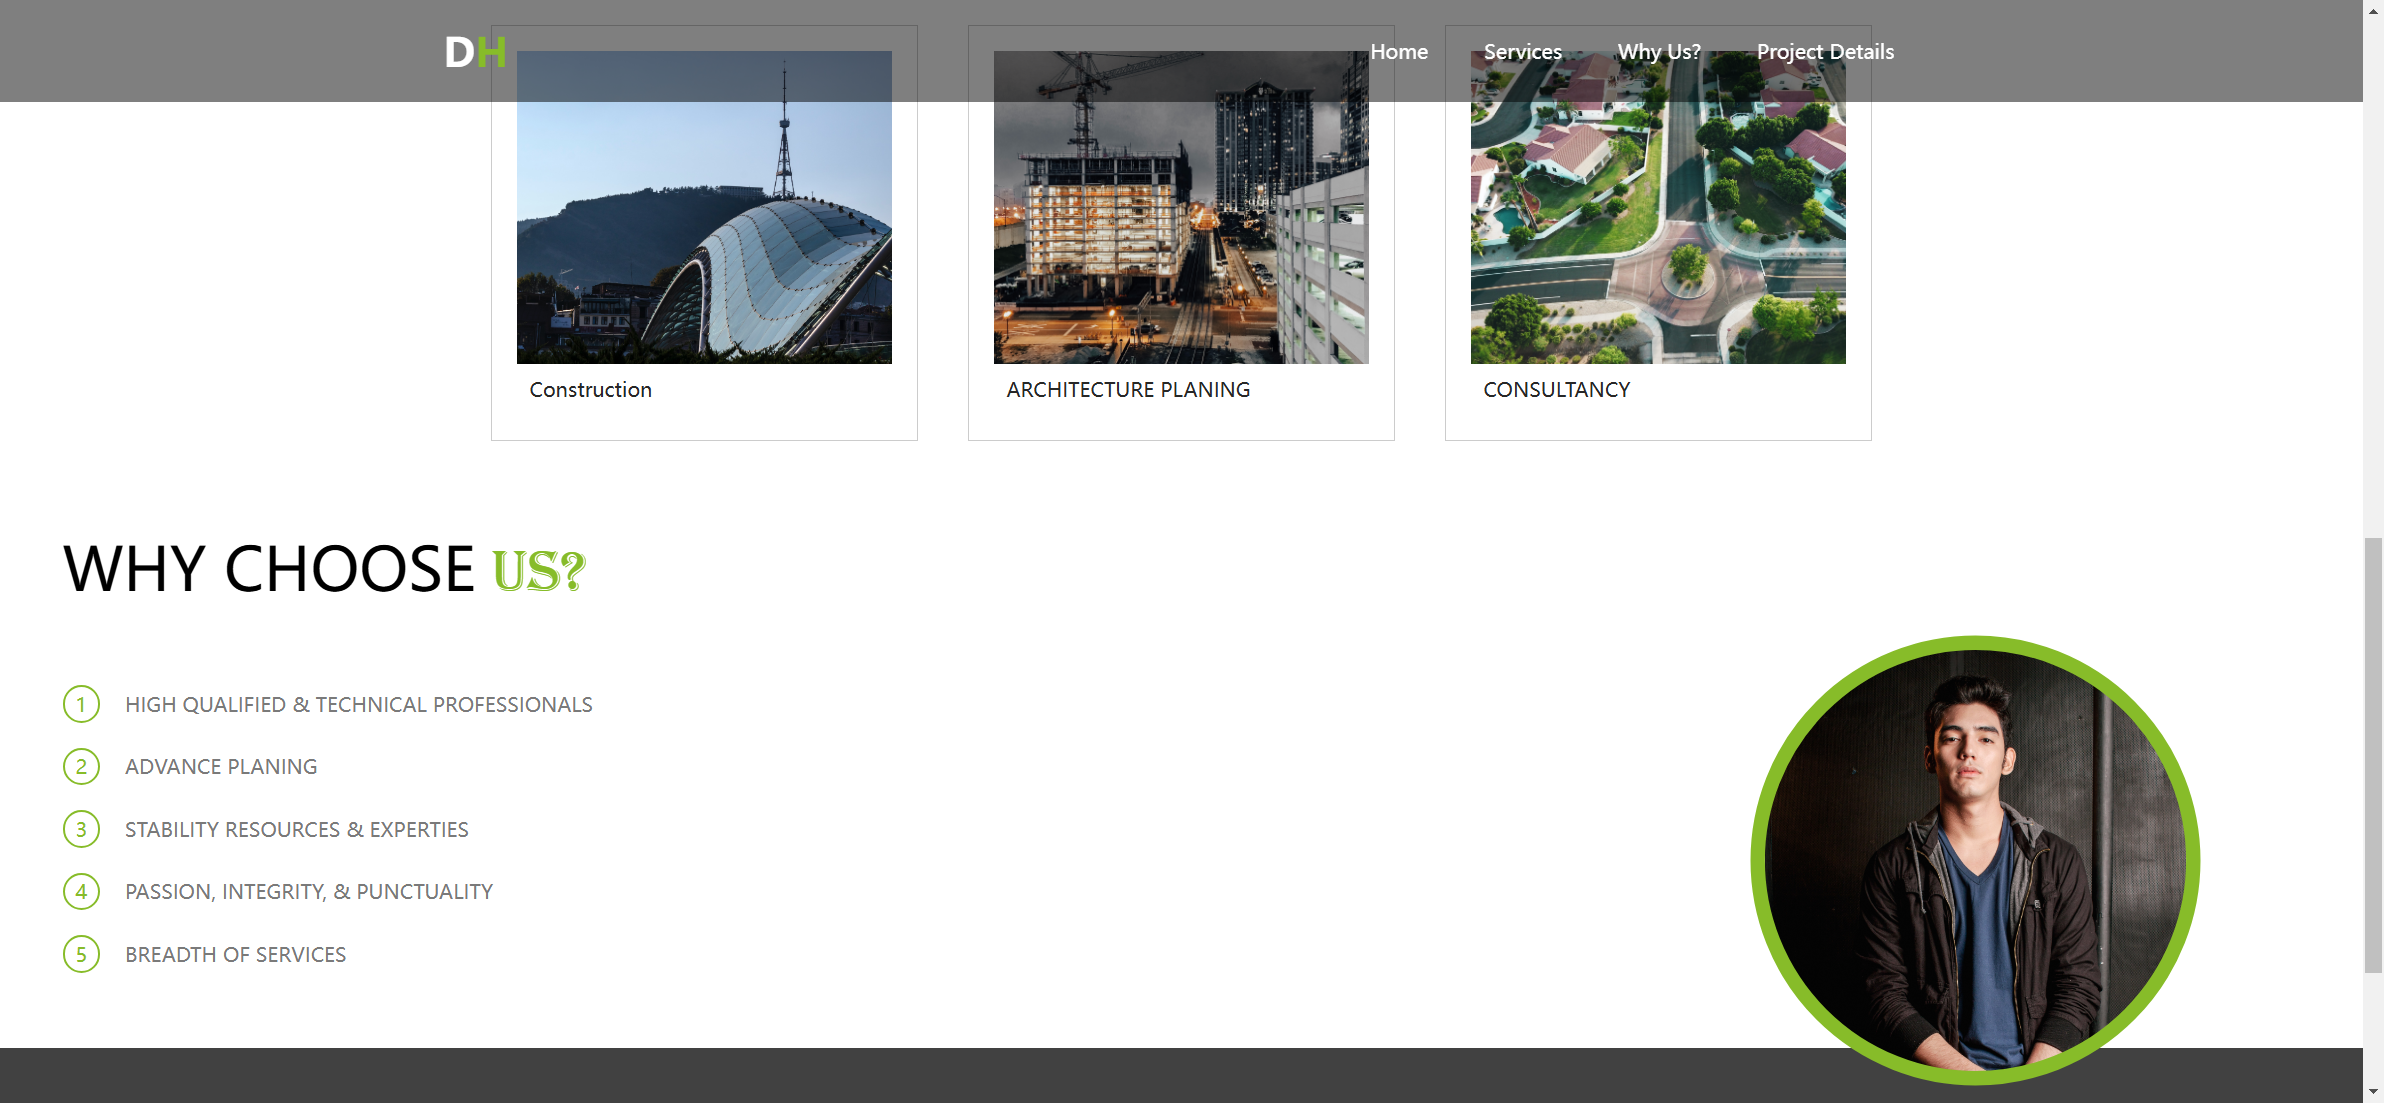 DH
Home Services Why Us? Project Details
Construction
ARCHITECTURE PLANING
CONSULTANCY
WHY CHOOSE US?
1 HIGH QUALIFIED & TECHNICAL PROFESSIONALS
2 ADVANCE PLANING
3 STABILITY RESOURCES & EXPERTIES
4 PASSION, INTEGRITY, & PUNCTUALITY
5 BREADTH OF SERVICES